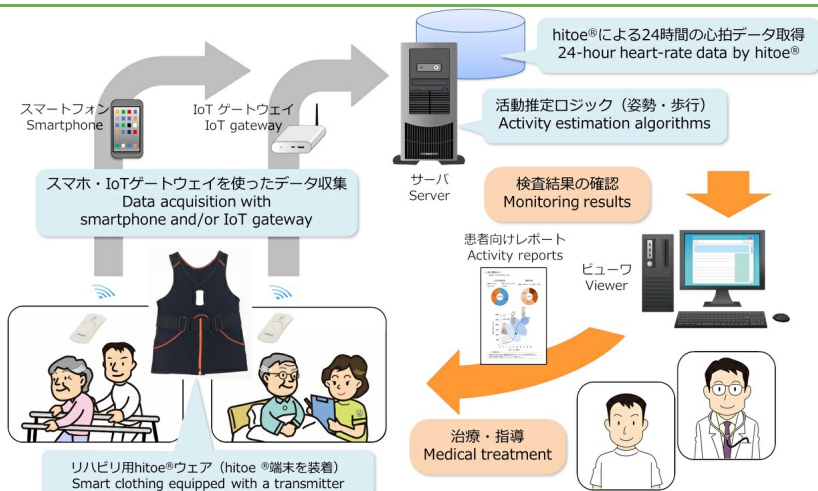 hitoe®による24時間の心拍データ取得
24-hour heart-rate data by hitoe®
スマートフォン
Smartphone
IoT ゲートウェイ
IoT gateway
活動推定ロジック（姿勢・歩行）
Activity estimation algorithms
サーバ
Server
スマホ・IoTゲートウェイを使ったデータ収集
Data acquisition with
smartphone and/or IoT gateway
検査結果の確認
Monitoring results
患者向けレポート
Activity reports
ビューワ
Viewer
治療・指導
Medical treatment
リハビリ用hitoe®ウェア（hitoe ®端末を装着）
Smart clothing equipped with a transmitter